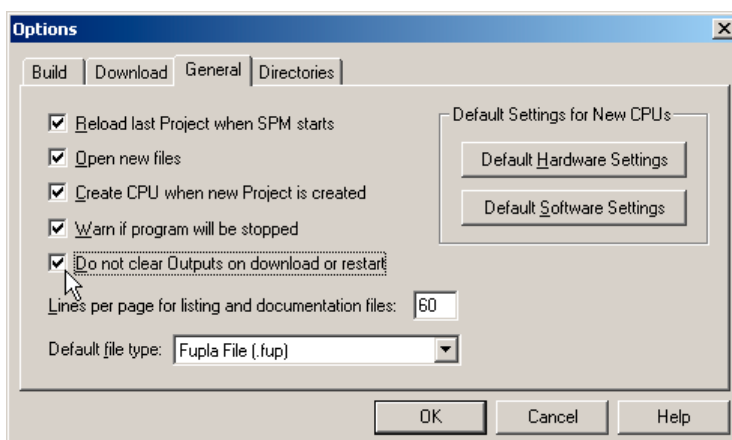 Options
Build Download General Directories
Reload last Project when SPM starts
Open new files
Create CPU when new Project is created
Warn if program will be stopped
Do not clear Outputs on download or restart
Lines per page for listing and documentation files: 60
Default file type: Fupla File (.fup)
Default Settings for New CPUs
Default Hardware Settings
Default Software Settings
OK Cancel Help